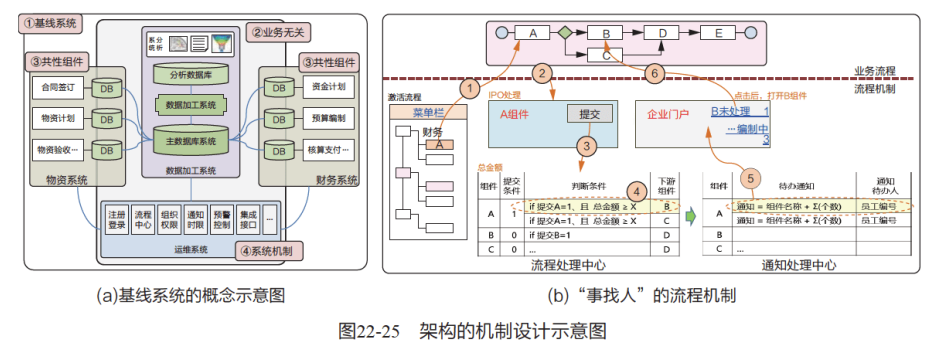 ①基线系统
②业务无关
③共性组件
③共性组件
系分
统析
分析数据库
数据加工系统
主数据库系统
数据加工系统
合同签订
物资计划
物资验收…
DB
DB
DB
物资系统
DB
DB
DB
资金计划
预算编制
核算支付…
财务系统
注册
登录
流程
中心
组织
权限
通知
时限
预警
控制
集成
接口
…
运维系统
④系统机制
(a)基线系统的概念示意图
A
B
C
D
E
业务流程
流程机制
1
2
6
激活流程
菜单栏
财务
A
IPO处理
A组件
提交
3
点击后，打开B组件
企业门户
B未处理 1
…编制中
3
总金额
组件
提交
条件
判断条件
4
下游
组件
A
1
if 提交A=1、且 总金额 ≥ X
B
if 提交A=1、且 总金额 ≥ X
C
B 0 if 提交B=1 D
C 0 … D
流程处理中心
5
组件
待办通知
通知
待办人
A
通知 = 组件名称 + Σ(个数) 员工编号
通知 = 组件名称 + Σ(个数) 员工编号
B
C …
通知处理中心
(b)“事找人”的流程机制
图22-25 架构的机制设计示意图